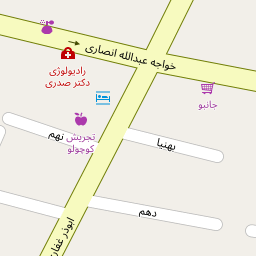 خواجه عبدالله انصاری
رادیولوژی
دکتر صدری
جانبو
تجریش
کوچولو
نهم
بهنیا
دهم
ابوذر غفاری